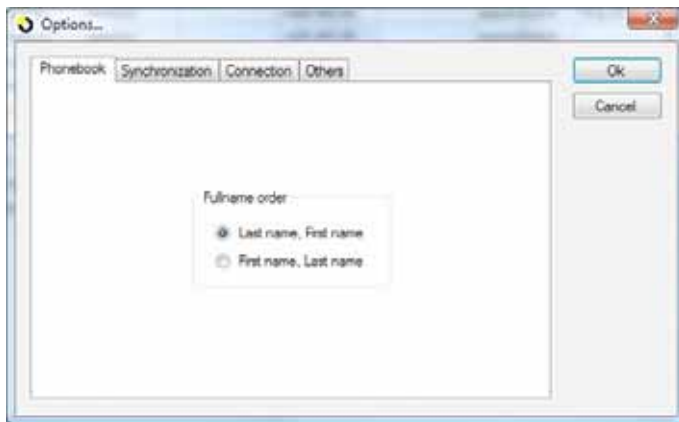 Options...
Phonebook Synchronization Connection Others
Ok
Cancel
Fullname order
Last name, First name
First name, Last name